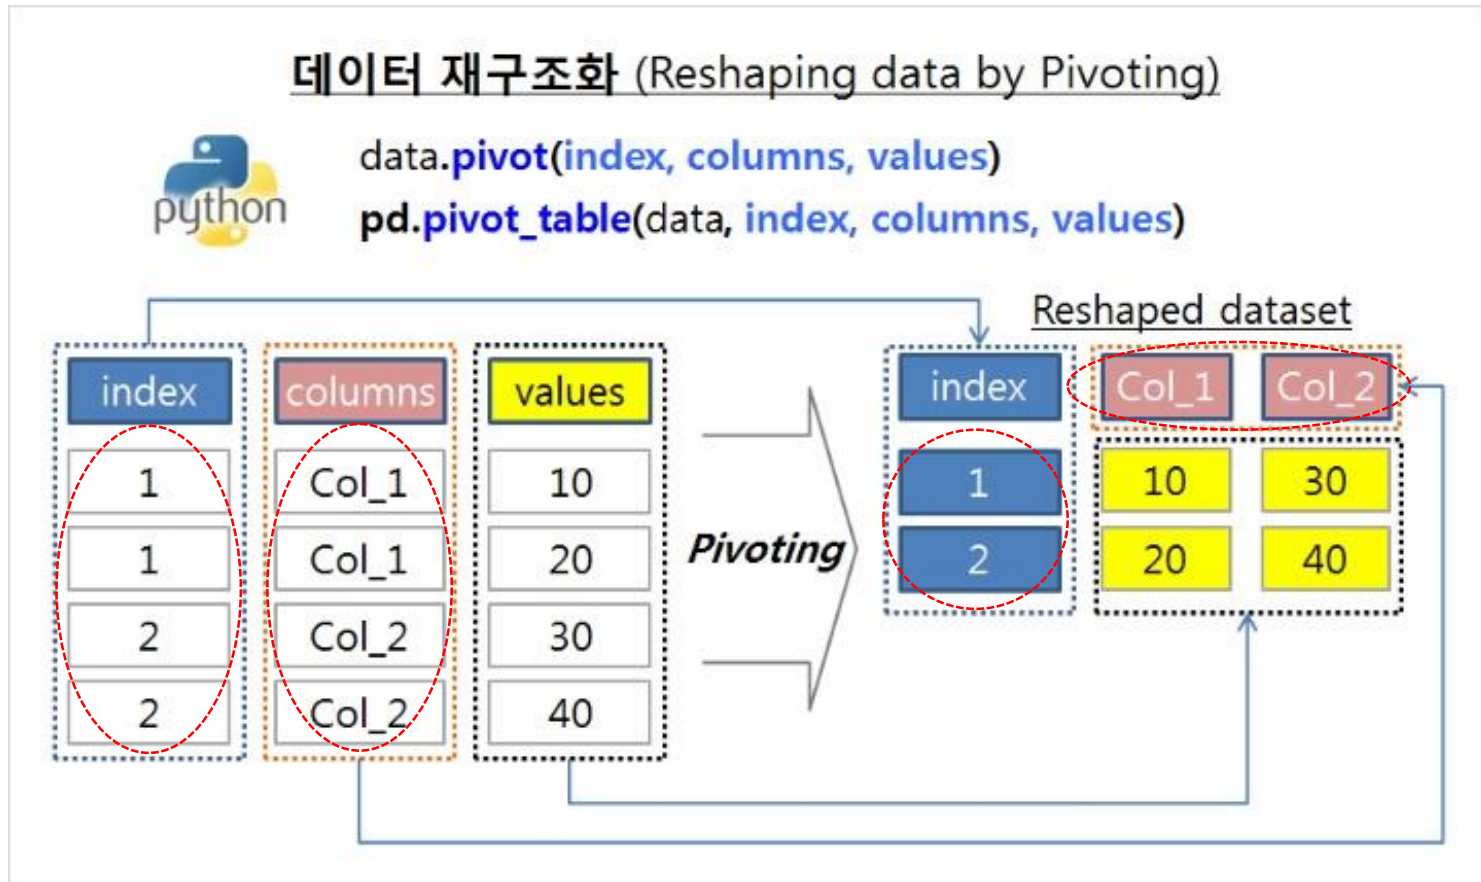 데이터 재구조화 (Reshaping data by Pivoting)
python
data.pivot(index, columns, values)
pd.pivot_table(data, index, columns, values)
Reshaped dataset
index columns values
1 Col_1 10
1 Col_1 20
2 Col_2 30
2 Col_2 40
Pivoting
index Col_1 Col_2
1 10 30
2 20 40